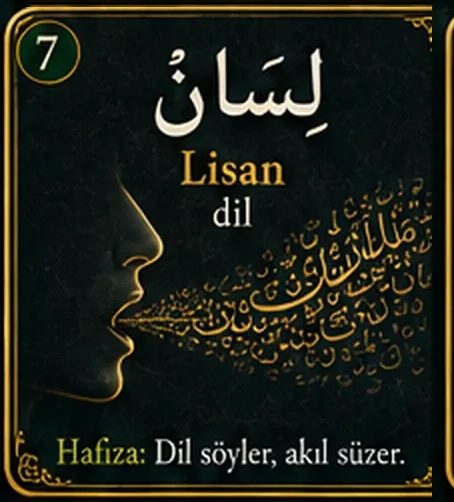 7
لِسَانْ
Lisan
dil
Hafıza: Dil söyler, akıl süzer.